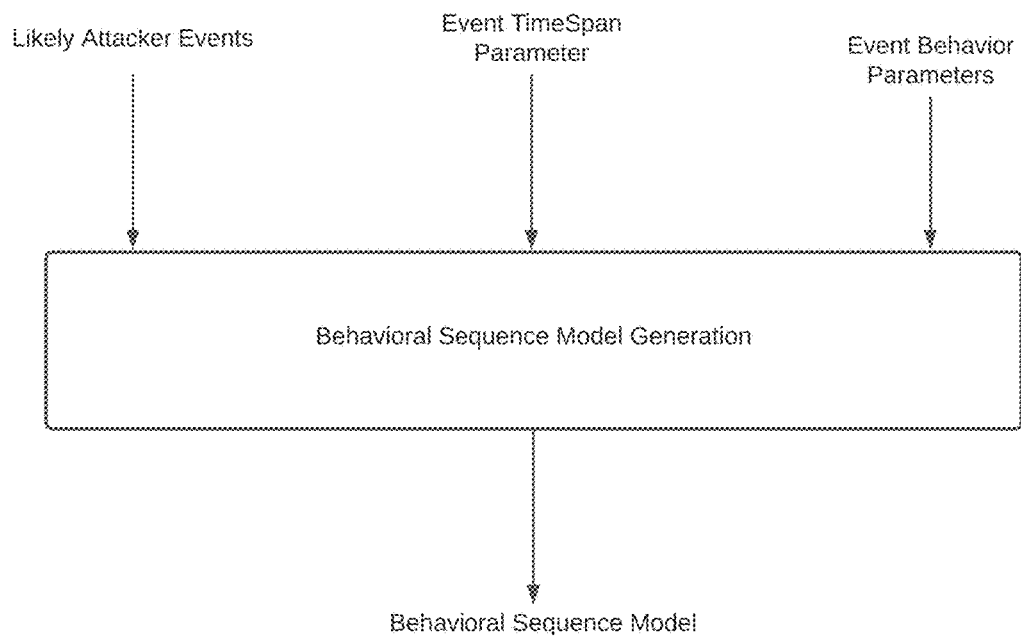 Likely Attacker Events
Event TimeSpan
Parameter
Event Behavior
Parameters
Behavioral Sequence Model Generation
Behavioral Sequence Model